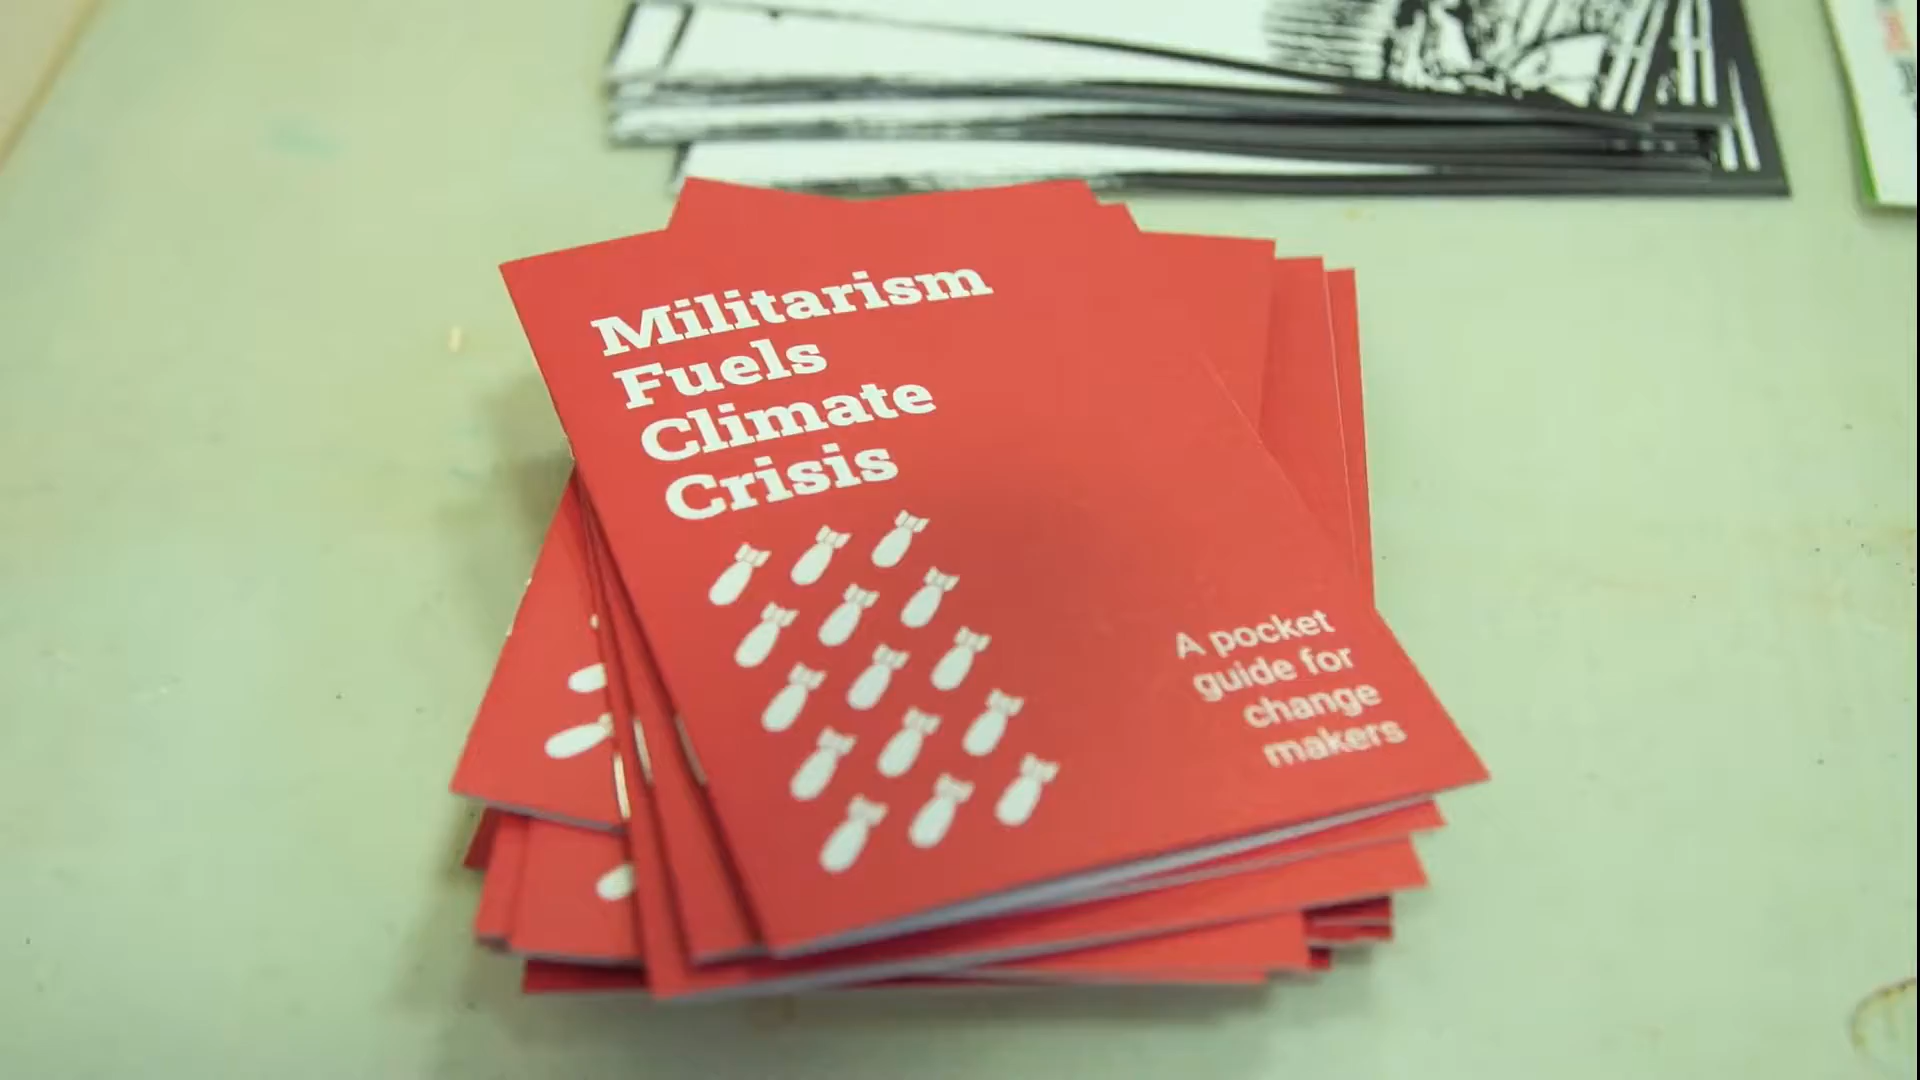 Militarism
Fuels
Climate
Crisis
A pocket
guide for
change
makers